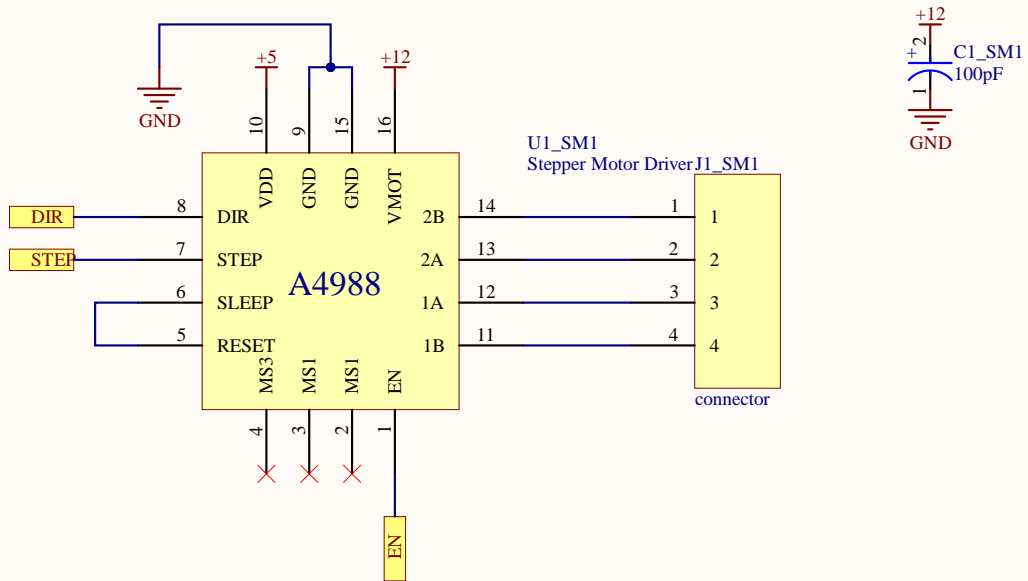 +12
+5
+12
+
2
C1_SM1
100pF
1
GND
GND
10
9
15
16
U1_SM1
Stepper Motor Driver
J1_SM1
VDD
GND
GND
VMOT
DIR
8
DIR
2B
14
1
1
STEP
7
STEP
2A
13
2
2
A4988
6
SLEEP
1A
12
3
3
5
RESET
1B
11
4
4
MS3
MS1
MS1
EN
connector
4
3
2
1
EN